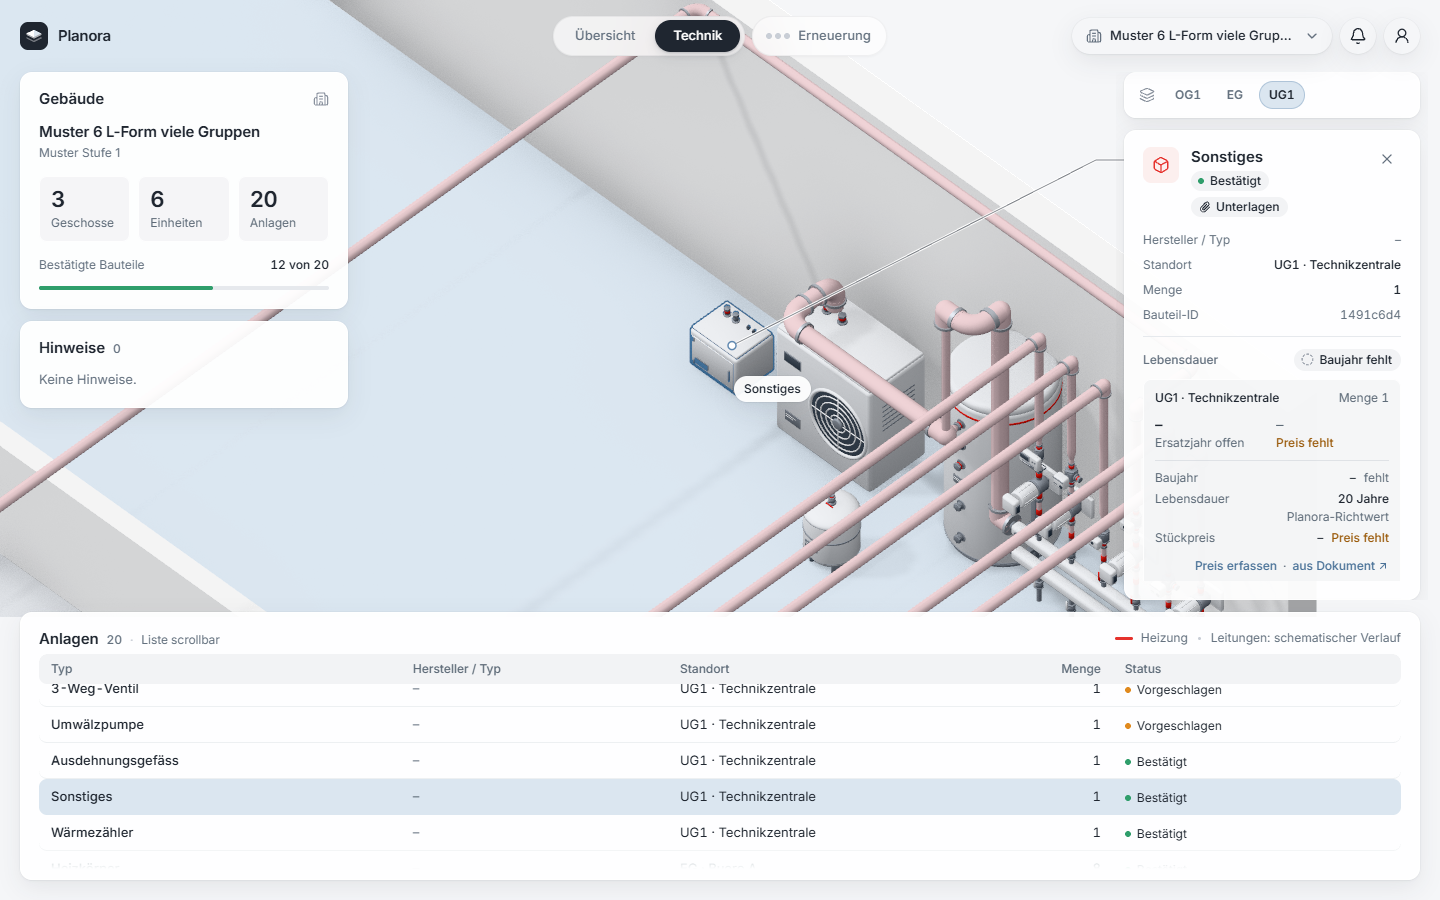 Planora
Übersicht
Technik
Erneuerung
Muster 6 L-Form viele Grup...
Gebäude
Muster 6 L-Form viele Gruppen
Muster Stufe 1
3
Geschosse
6
Einheiten
20
Anlagen
Bestätigte Bauteile
12 von 20
Hinweise 0
Keine Hinweise.
OG1
EG
UG1
Sonstiges
Bestätigt
Unterlagen
Hersteller / Typ –
Standort UG1 · Technikzentrale
Menge 1
Bauteil-ID 1491c6d4
Lebensdauer Baujahr fehlt
UG1 · Technikzentrale Menge 1
– –
Ersatzjahr offen Preis fehlt
Baujahr – fehlt
Lebensdauer 20 Jahre
Planora-Richtwert
Stückpreis – Preis fehlt
Preis erfassen · aus Dokument ↗
Sonstiges
Anlagen 20 · Liste scrollbar
Heizung • Leitungen: schematischer Verlauf
Typ Hersteller / Typ Standort Menge Status
3-Weg-Ventil – UG1 · Technikzentrale 1 Vorgeschlagen
Umwälzpumpe – UG1 · Technikzentrale 1 Vorgeschlagen
Ausdehnungsgefäss – UG1 · Technikzentrale 1 Bestätigt
Sonstiges – UG1 · Technikzentrale 1 Bestätigt
Wärmezähler – UG1 · Technikzentrale 1 Bestätigt